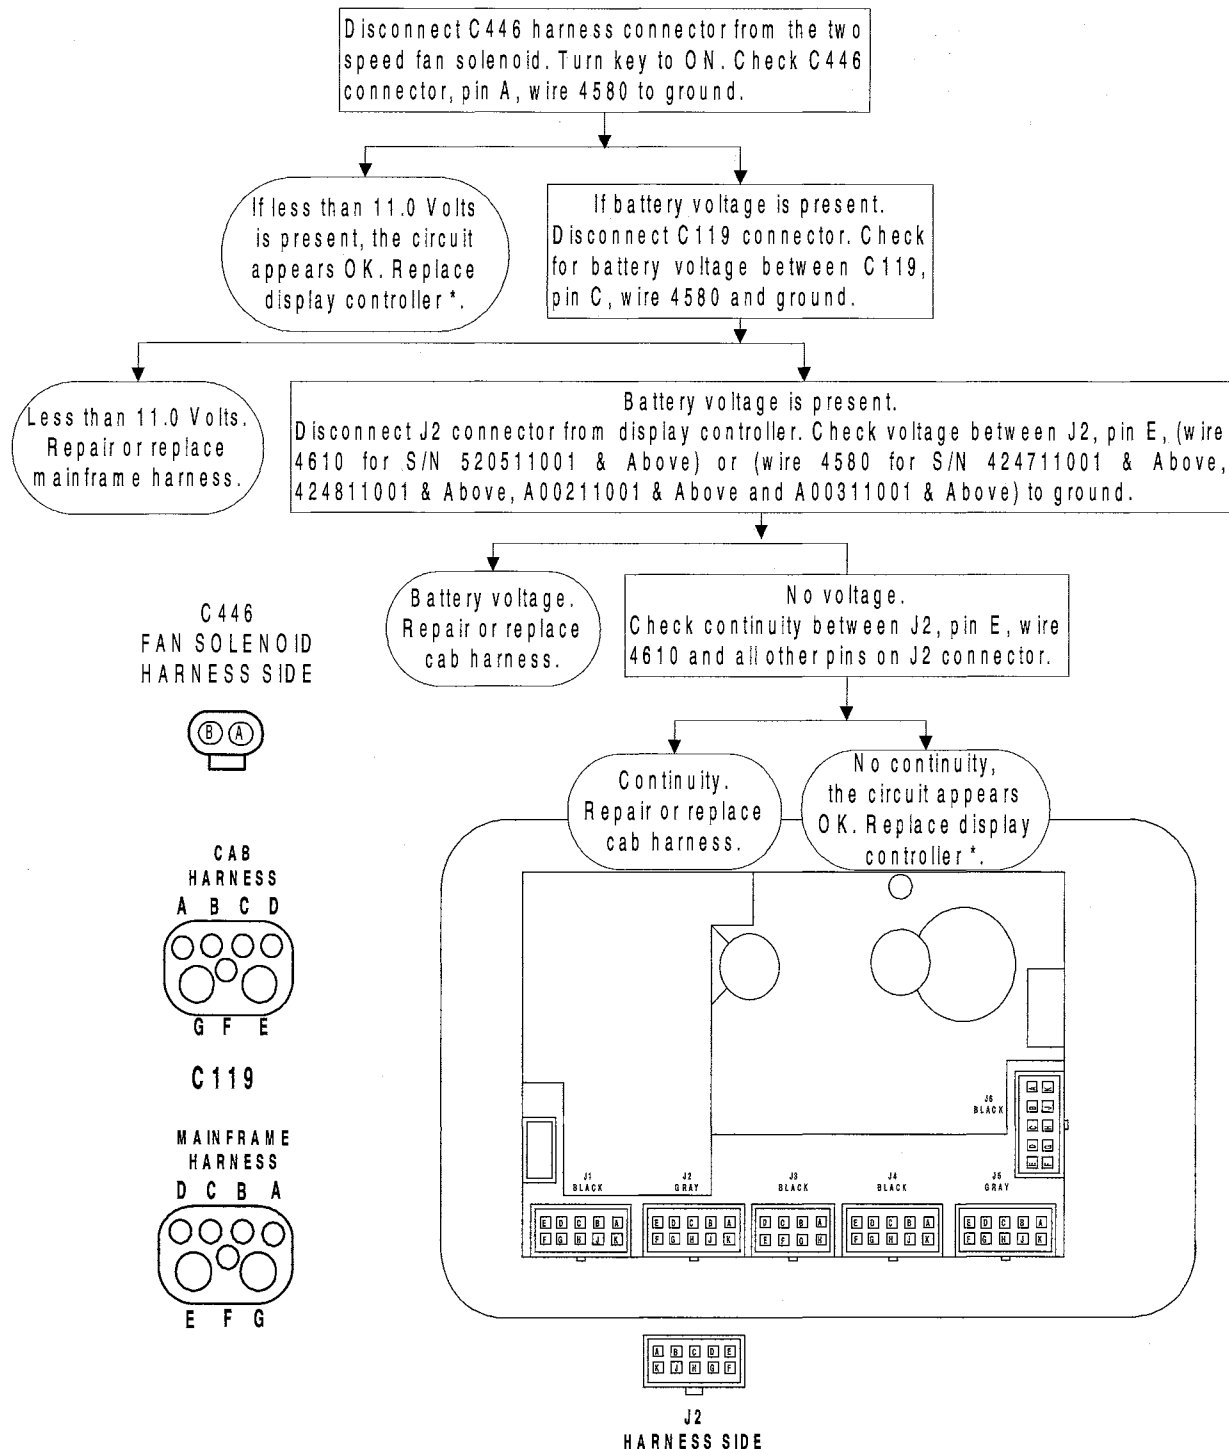 Disconnect C446 harness connector from the two
speed fan solenoid. Turn key to ON. Check C446
connector, pin A, wire 4580 to ground.
If less than 11.0 Volts
is present, the circuit
appears OK. Replace
display controller *.
If battery voltage is present.
Disconnect C119 connector. Check
for battery voltage between C119,
pin C, wire 4580 and ground.
Less than 11.0 Volts.
Repair or replace
mainframe harness.
Battery voltage is present.
Disconnect J2 connector from display controller. Check voltage between J2, pin E, (wire
4610 for S/N 520511001 & Above) or (wire 4580 for S/N 424711001 & Above,
424811001 & Above, A00211001 & Above and A00311001 & Above) to ground.
Battery voltage.
Repair or replace
cab harness.
No voltage.
Check continuity between J2, pin E, wire
4610 and all other pins on J2 connector.
Continuity.
Repair or replace
cab harness.
No continuity,
the circuit appears
OK. Replace display
controller *.
C446
FAN SOLENOID
HARNESS SIDE
B A
CAB
HARNESS
A B C D
G F E
C119
MAINFRAME
HARNESS
D C B A
E F G
J6
BLACK
J1
BLACK
J2
GRAY
J3
BLACK
J4
BLACK
J5
GRAY
E D C B A
F G H J K
E D C B A
F G H J K
D C B A
E F G H
E D C B A
F G H J K
E D C B A
F G H J K
A B C D E
K J H G F
J2
HARNESS SIDE